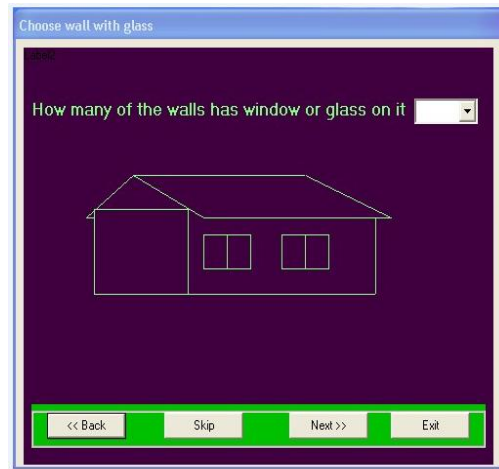 Choose wall with glass
Label2
How many of the walls has window or glass on it
<< Back
Skip
Next >>
Exit